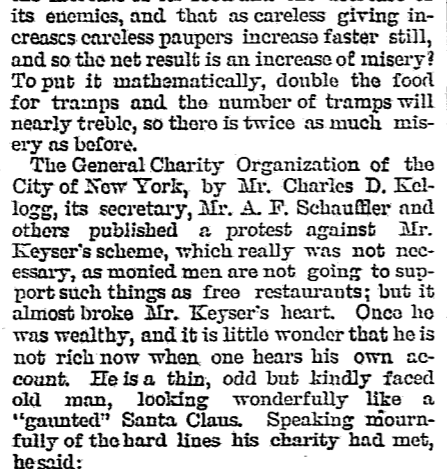 its enemies, and that as careless giving in-
creases careless paupers increase faster still,
and so the net result is an increase of misery?
To put it mathematically, double the food
for tramps and the number of tramps will
nearly treble, so there is twice as much mis-
ery as before.
The General Charity Organization of the
City of New York, by Mr. Charles D. Kel-
logg, its secretary, Mr. A. F. Schauffler and
others published a protest against Mr.
Keyser's scheme, which really was not nec-
essary, as monied men are not going to sup-
port such things as free restaurants; but it
almost broke Mr. Keyser's heart. Once he
was wealthy, and it is little wonder that he is
not rich now when one hears his own ac-
count. He is a thin, odd but kindly faced
old man, looking wonderfully like a
"gaunted" Santa Claus. Speaking mourn-
fully of the hard lines his charity had met,
he said: